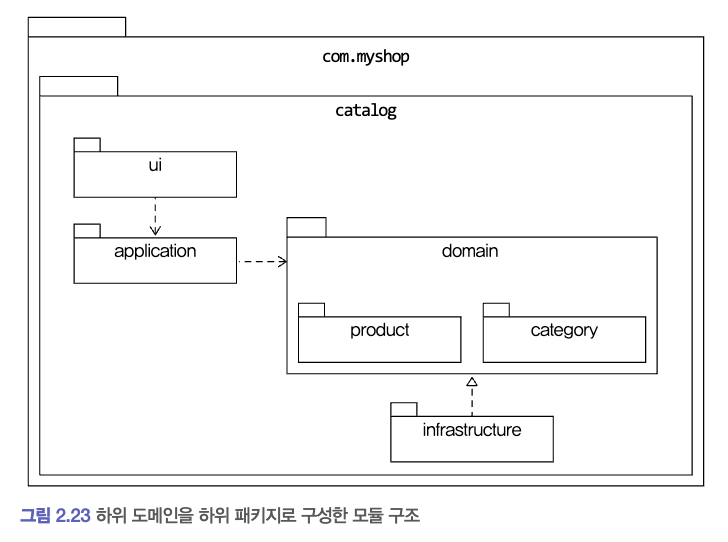 com.myshop
catalog
ui
application
domain
product
category
infrastructure
그림 2.23 하위 도메인을 하위 패키지로 구성한 모듈 구조